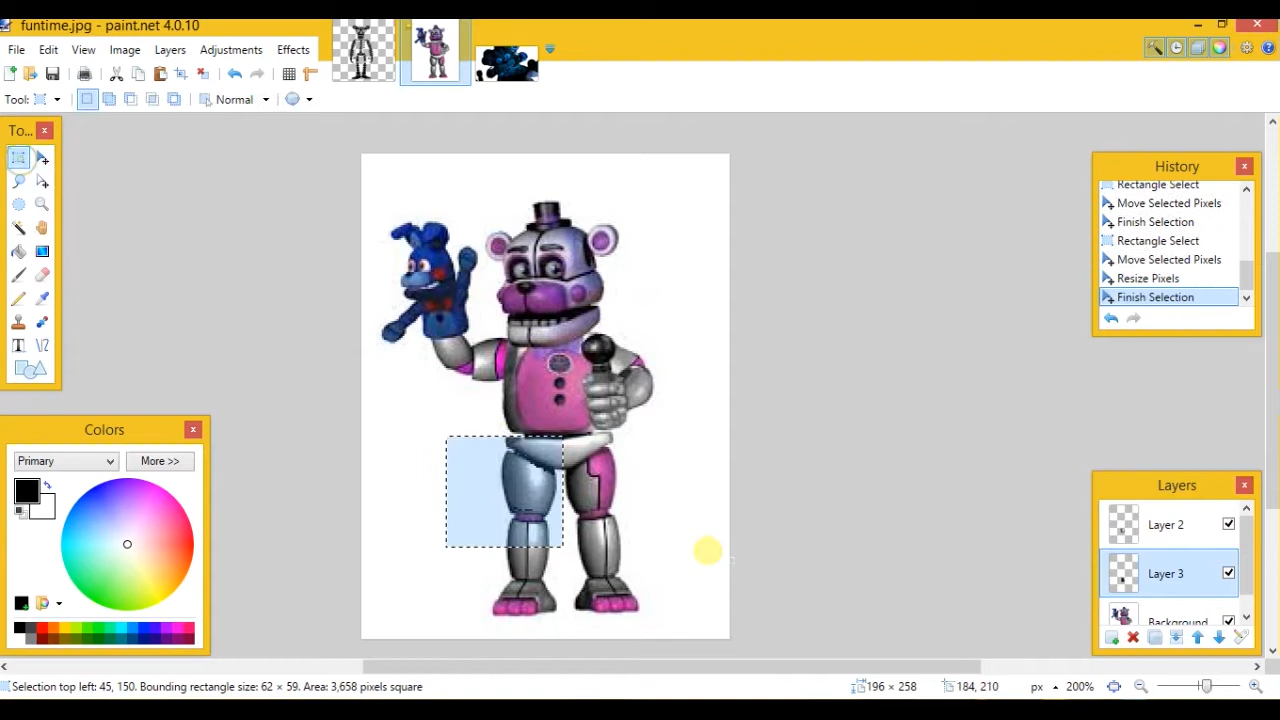 funtime.jpg - paint.net 4.0.10
File Edit View Image Layers Adjustments Effects
Tool: Normal
To...
History
Rectangle Select
Move Selected Pixels
Finish Selection
Rectangle Select
Move Selected Pixels
Resize Pixels
Finish Selection
Colors
Primary More >>
Layers
Layer 2
Layer 3
Background
Selection top left: 45, 150. Bounding rectangle size: 62 × 59. Area: 3,658 pixels square 196 × 258 184, 210 px 200%